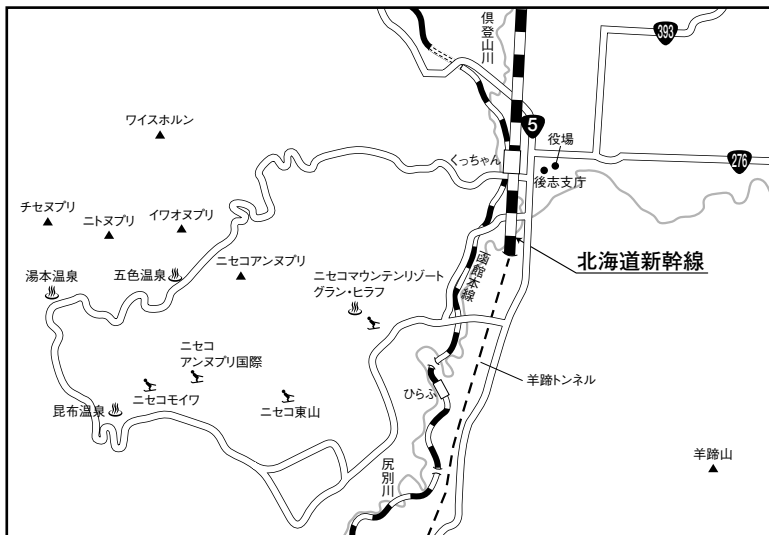 倶登山川
393
5
役場
ワイスホルン
くっちゃん
276
後志支庁
チセヌプリ
ニトヌプリ
イワオヌプリ
北海道新幹線
湯本温泉
五色温泉
ニセコアンヌプリ
ニセコマウンテンリゾート
グラン・ヒラフ
函館本線
ニセコ
アンヌプリ国際
羊蹄トンネル
ひらふ
昆布温泉
ニセコモイワ
ニセコ東山
羊蹄山
尻別川